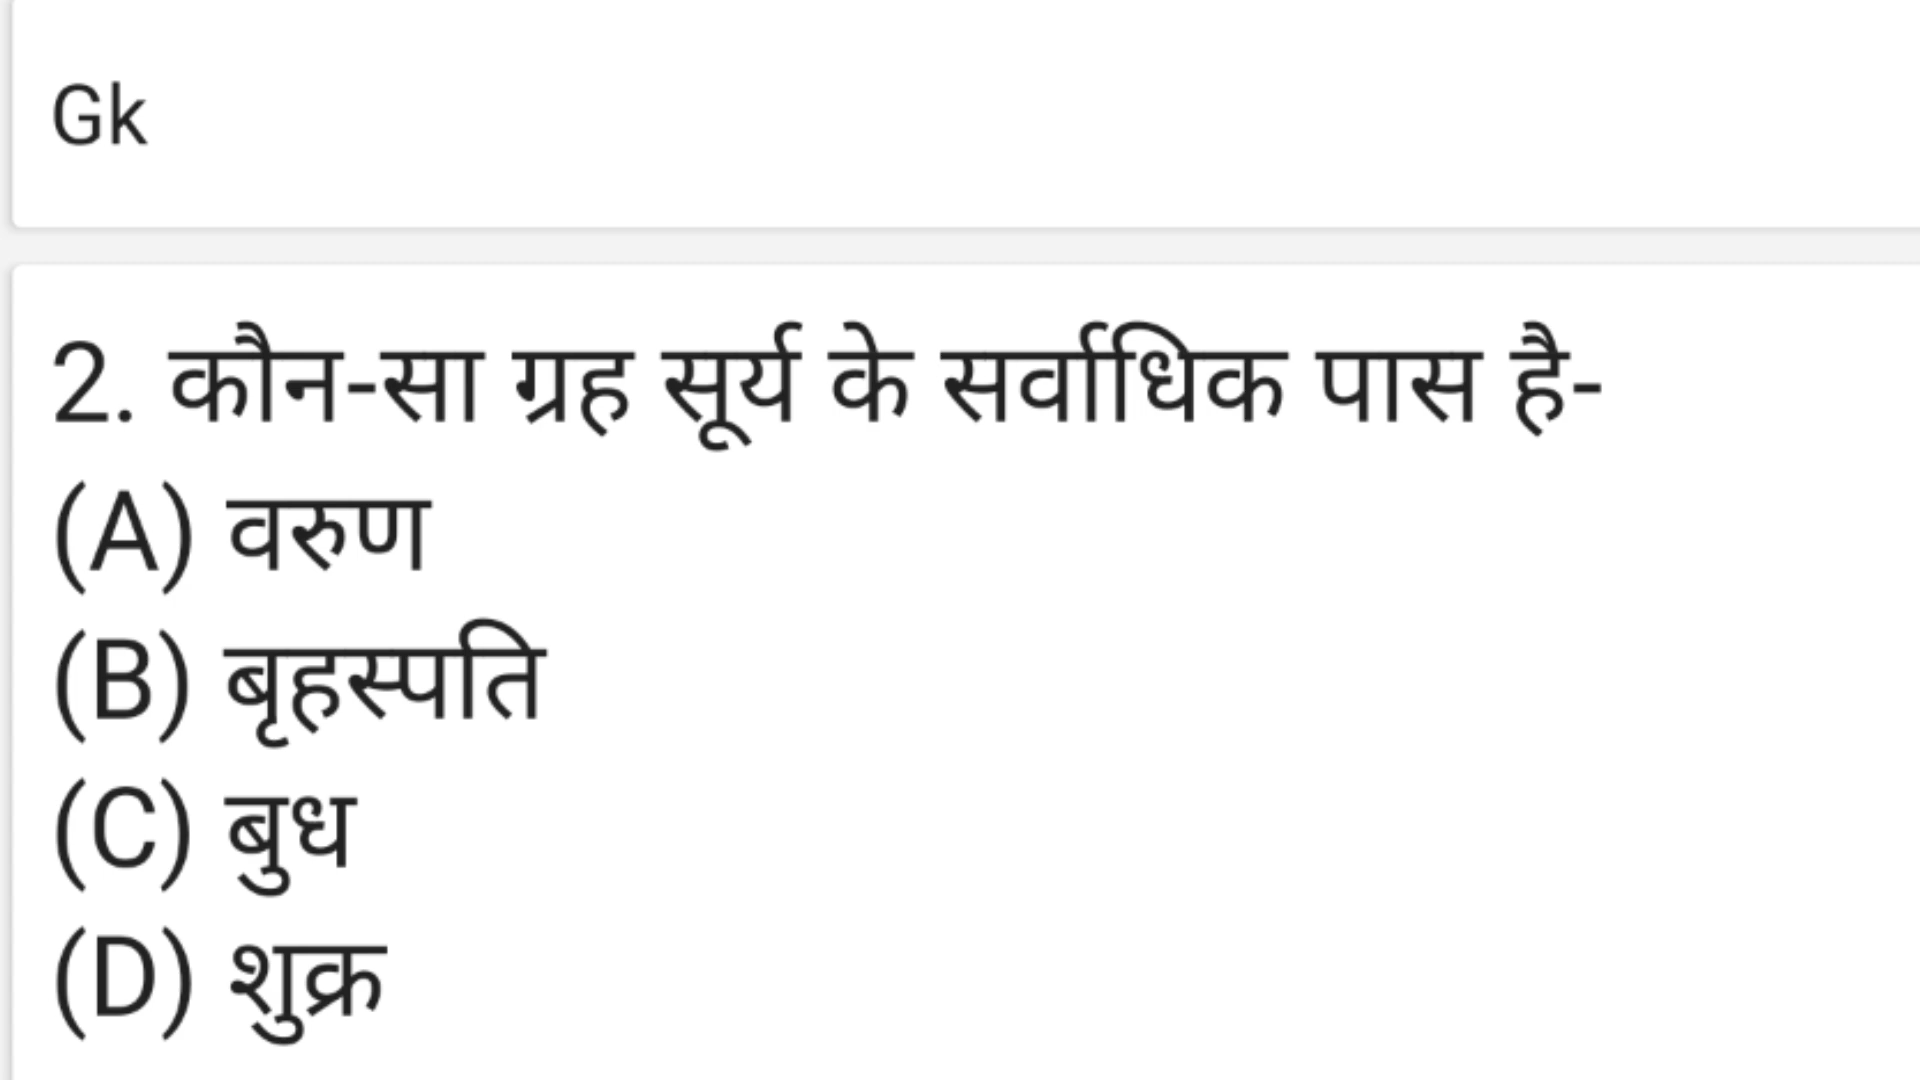 Gk
2. कौन-सा ग्रह सूर्य के सर्वाधिक पास है-
(A) वरुण
(B) बृहस्पति
(C) बुध
(D) शुक्र